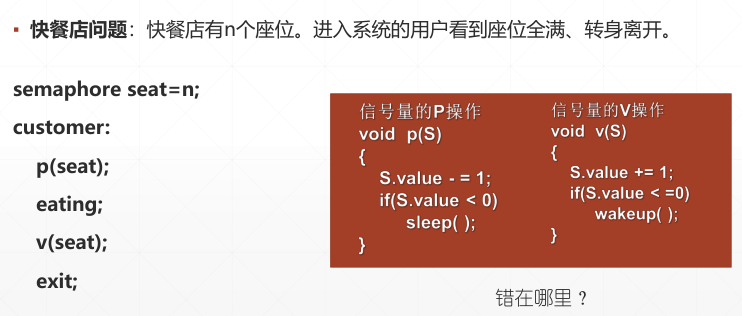 ▪ 快餐店问题：快餐店有n个座位。进入系统的用户看到座位全满、转身离开。
semaphore seat=n;
customer:
p(seat);
eating;
v(seat);
exit;
信号量的P操作
void p(S)
{
S.value - = 1;
if(S.value < 0)
sleep( );
}
信号量的V操作
void v(S)
{
S.value += 1;
if(S.value < =0)
wakeup( );
}
错在哪里？